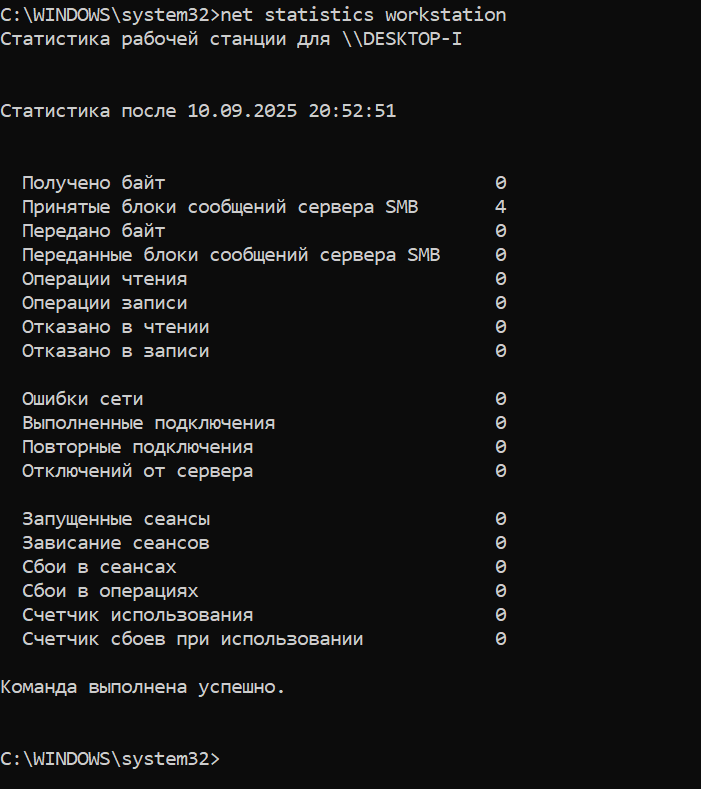 C:\WINDOWS\system32>net statistics workstation
Статистика рабочей станции для \\DESKTOP-I
Статистика после 10.09.2025 20:52:51
Получено байт 0
Принятые блоки сообщений сервера SMB 4
Передано байт 0
Переданные блоки сообщений сервера SMB 0
Операции чтения 0
Операции записи 0
Отказано в чтении 0
Отказано в записи 0
Ошибки сети 0
Выполненные подключения 0
Повторные подключения 0
Отключений от сервера 0
Запущенные сеансы 0
Зависание сеансов 0
Сбои в сеансах 0
Сбои в операциях 0
Счетчик использования 0
Счетчик сбоев при использовании 0
Команда выполнена успешно.
C:\WINDOWS\system32>